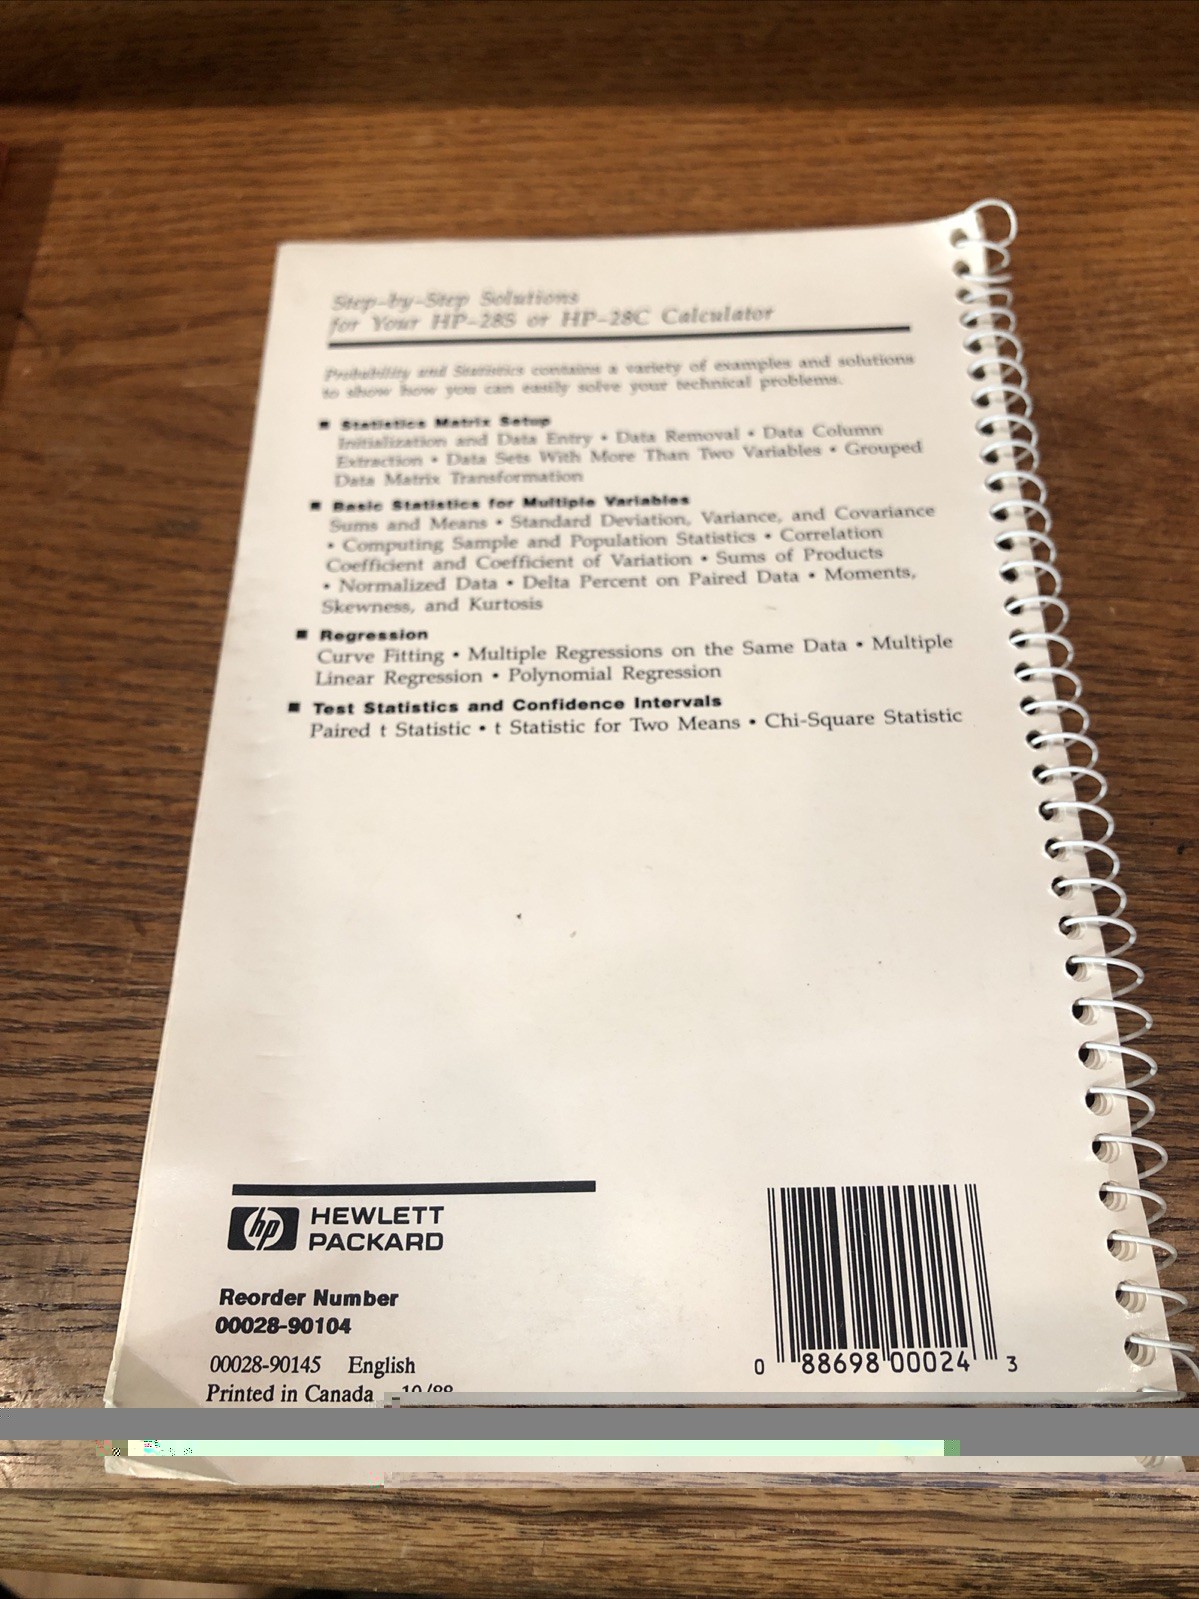 Step-by-Step Solutions
for Your HP-28S or HP-28C Calculator
Probability and Statistics contains a variety of examples and solutions
to show how you can easily solve your technical problems.
■ Statistics Matrix Setup
Initialization and Data Entry • Data Removal • Data Column
Extraction • Data Sets With More Than Two Variables • Grouped
Data Matrix Transformation
■ Basic Statistics for Multiple Variables
Sums and Means • Standard Deviation, Variance, and Covariance
• Computing Sample and Population Statistics • Correlation
Coefficient and Coefficient of Variation • Sums of Products
• Normalized Data • Delta Percent on Paired Data • Moments,
Skewness, and Kurtosis
■ Regression
Curve Fitting • Multiple Regressions on the Same Data • Multiple
Linear Regression • Polynomial Regression
■ Test Statistics and Confidence Intervals
Paired t Statistic • t Statistic for Two Means • Chi-Square Statistic
hp HEWLETT
PACKARD
Reorder Number
00028-90104
00028-90145 English
Printed in Canada
0 88698 00024 3